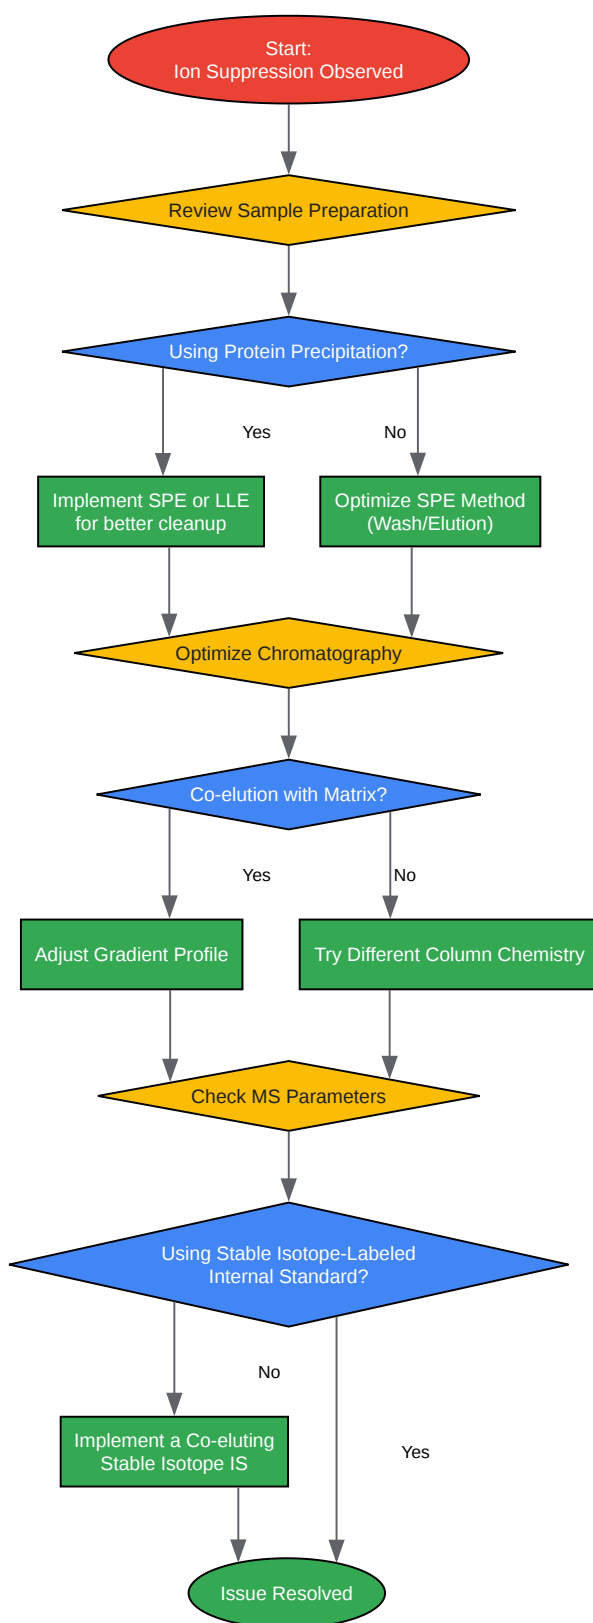 Start:
Ion Suppression Observed
Review Sample Preparation
Using Protein Precipitation?
Yes
No
Implement SPE or LLE
for better cleanup
Optimize SPE Method
(Wash/Elution)
Optimize Chromatography
Co-elution with Matrix?
Yes
No
Adjust Gradient Profile
Try Different Column Chemistry
Check MS Parameters
Using Stable Isotope-Labeled
Internal Standard?
No
Implement a Co-eluting
Stable Isotope IS
Yes
Issue Resolved